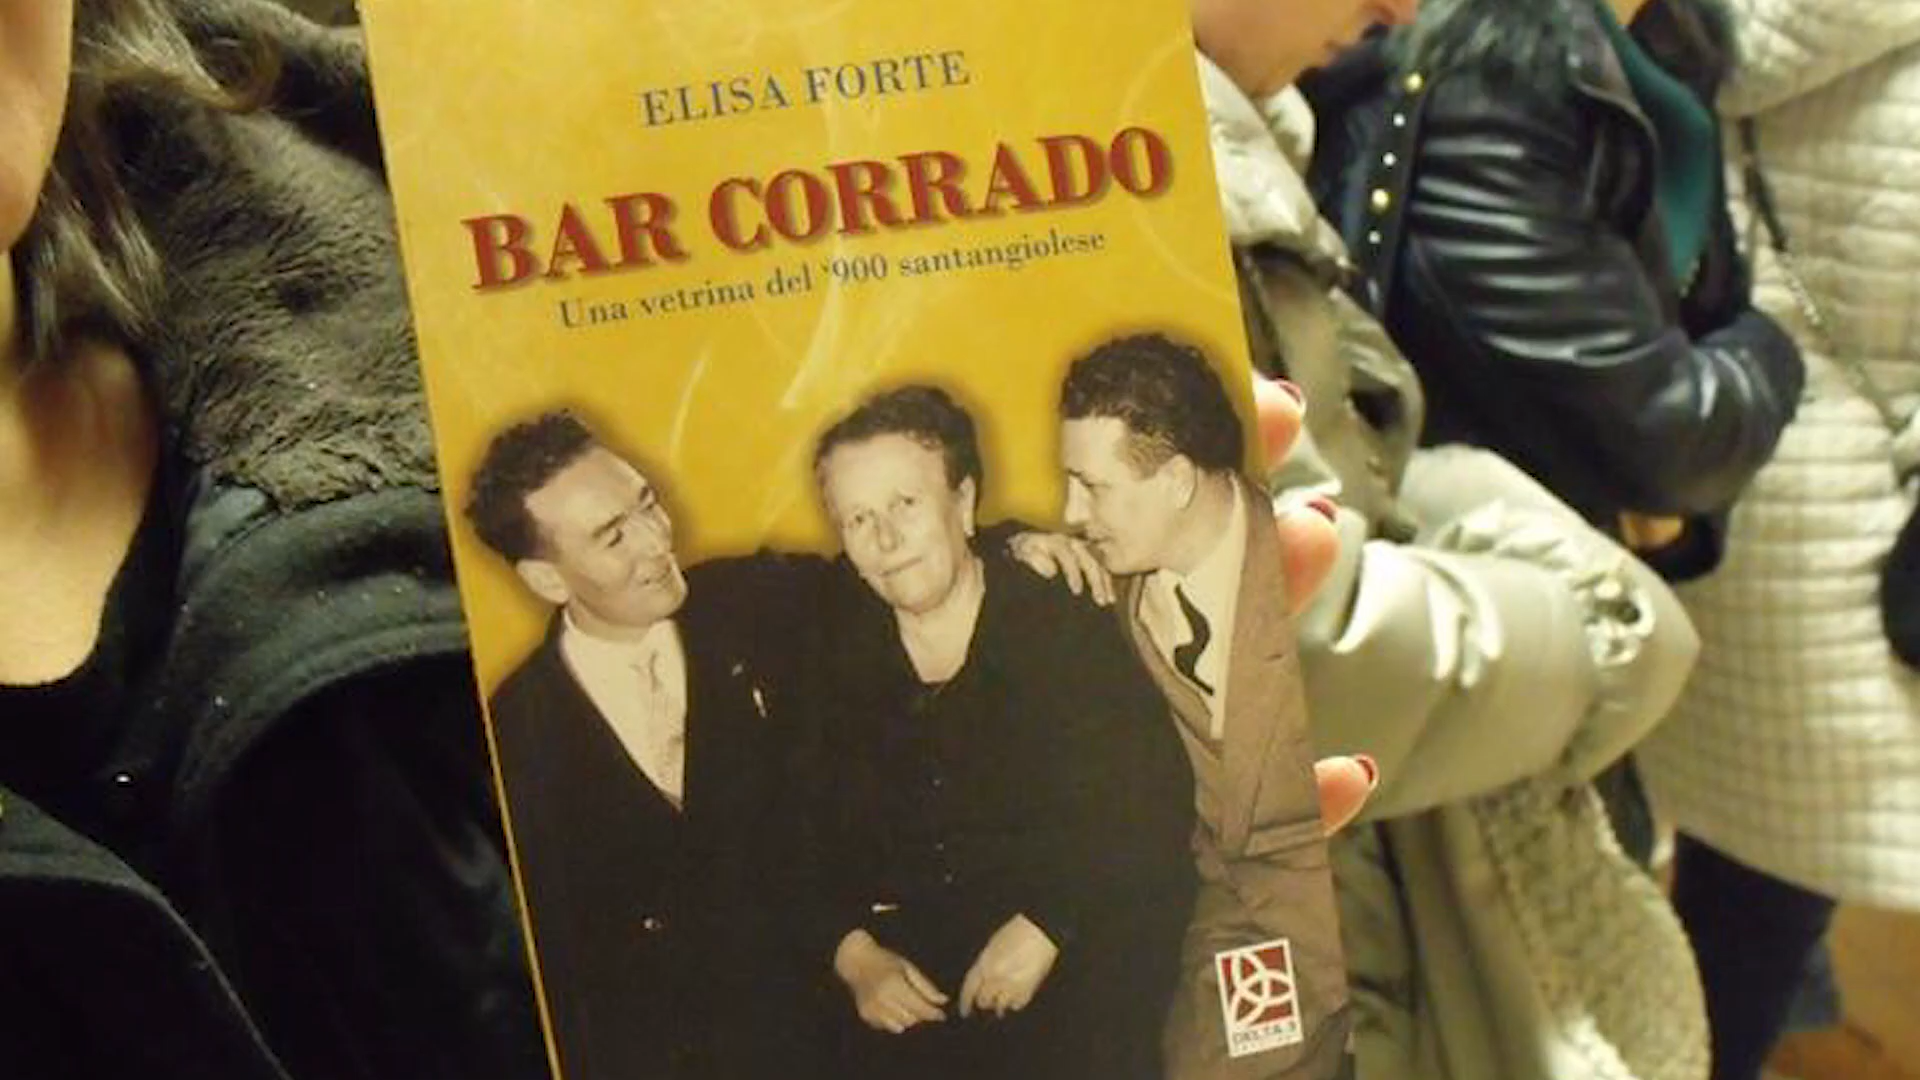 ELISA FORTE
BAR CORRADO
Una vetrina del ‘900 santangiolese
DELTA 3